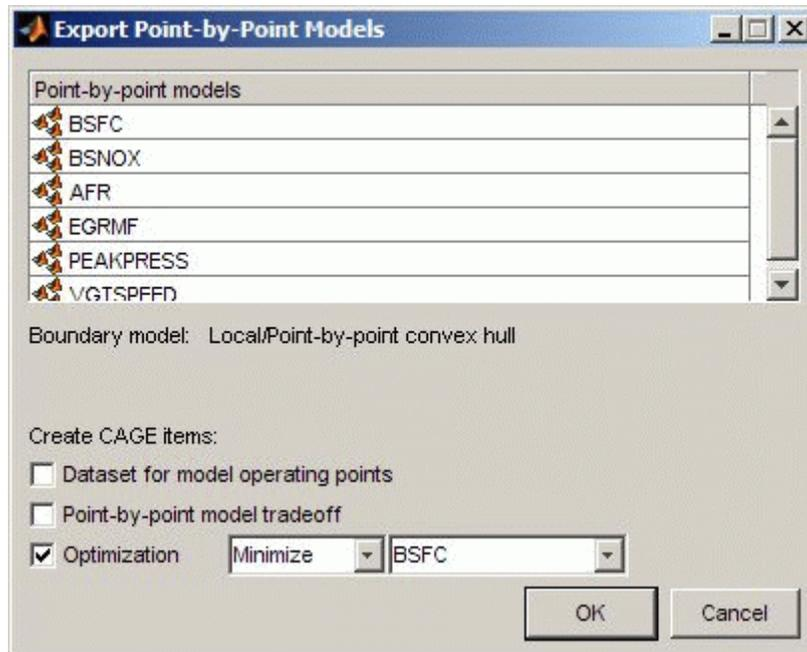 Export Point-by-Point Models
Point-by-point models
BSFC
BSNOX
AFR
EGRMF
PEAKPRESS
VGTSPEED
Boundary model: Local/Point-by-point convex hull
Create CAGE items:
Dataset for model operating points
Point-by-point model tradeoff
Optimization Minimize BSFC
OK Cancel